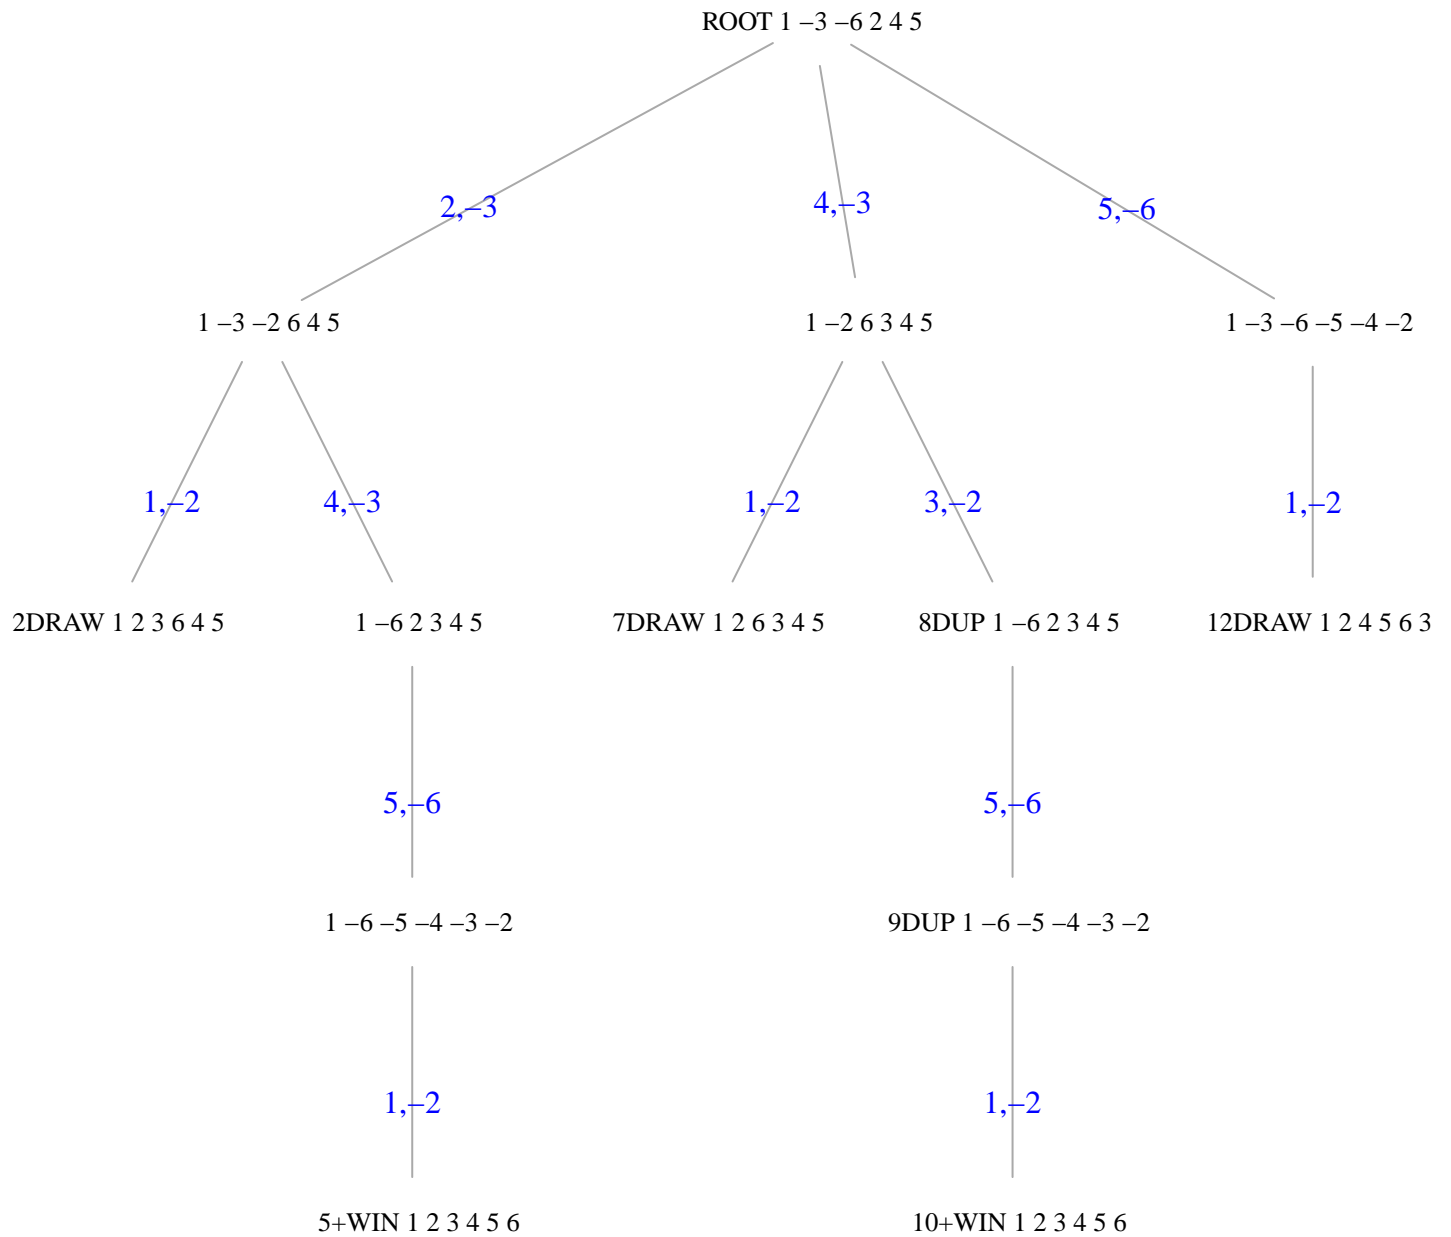 ROOT 1 –3 –6 2 4 5
2,–3
4,–3
5,–6
1 –3 –2 6 4 5
1 –2 6 3 4 5
1 –3 –6 –5 –4 –2
1,–2
4,–3
1,–2
3,–2
1,–2
2DRAW 1 2 3 6 4 5
1 –6 2 3 4 5
7DRAW 1 2 6 3 4 5
8DUP 1 –6 2 3 4 5
12DRAW 1 2 4 5 6 3
5,–6
5,–6
1 –6 –5 –4 –3 –2
9DUP 1 –6 –5 –4 –3 –2
1,–2
1,–2
5+WIN 1 2 3 4 5 6
10+WIN 1 2 3 4 5 6